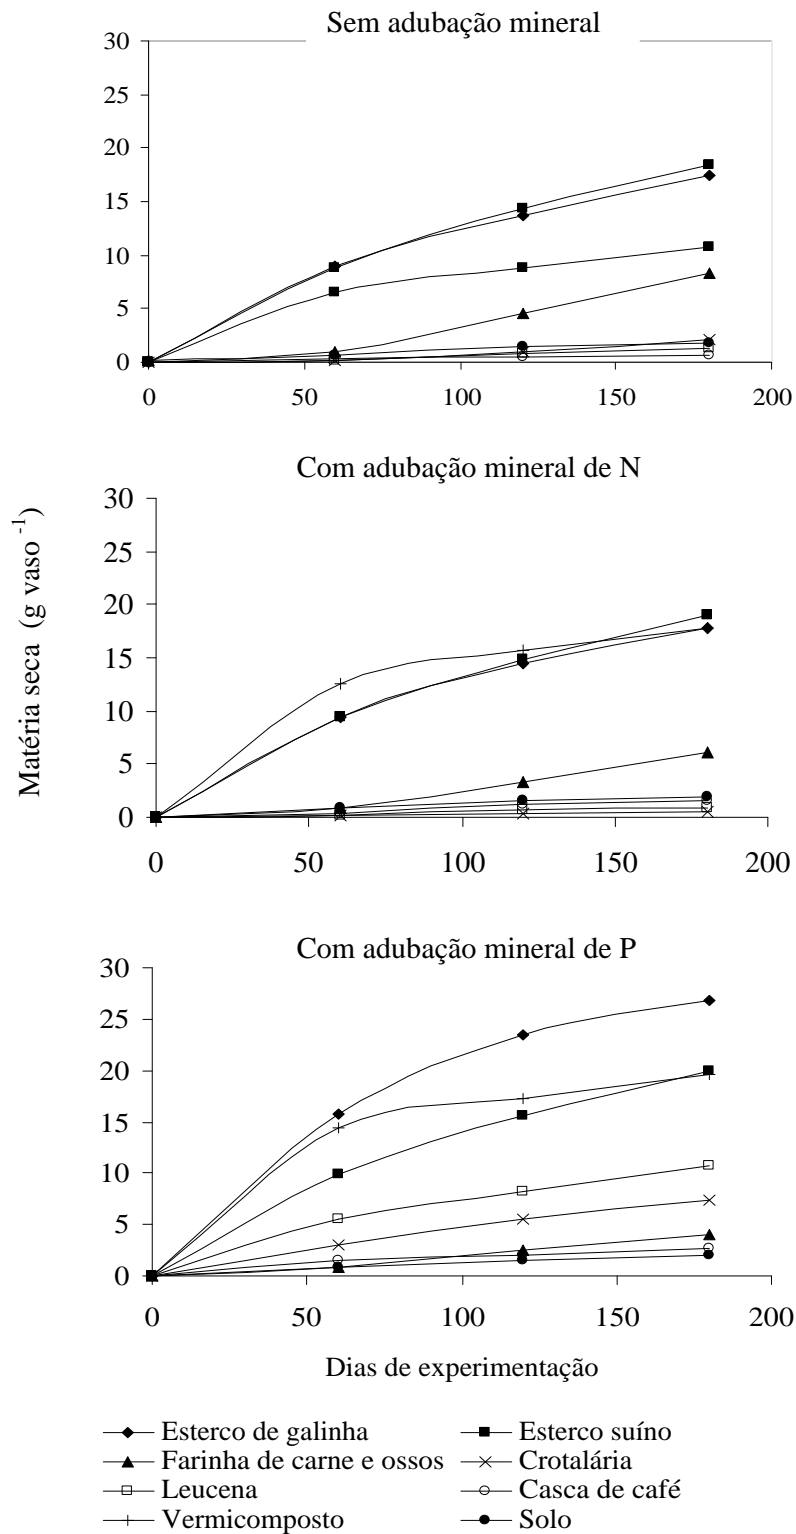 Sem adubação mineral
30
25
20
15
10
5
0
0 50 100 150 200
Com adubação mineral de N
30
25
20
15
10
5
0
0 50 100 150 200
Matéria seca (g vaso -1)
Com adubação mineral de P
30
25
20
15
10
5
0
0 50 100 150 200
Dias de experimentação
Esterco de galinha Esterco suíno
Farinha de carne e ossos Crotalária
Leucena Casca de café
Vermicomposto Solo